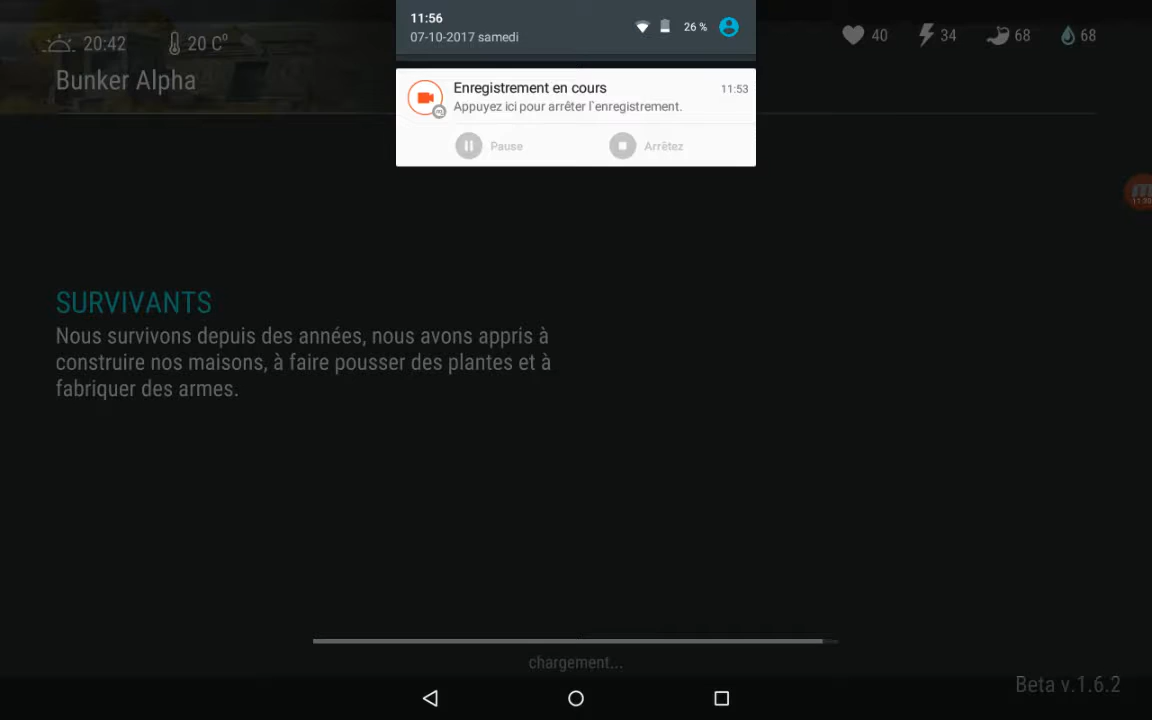 11:56
07-10-2017 samedi
26 %
20:42
20 C°
40
34
68
68
Bunker Alpha
Enregistrement en cours
11:53
Appuyez ici pour arrêter l`enregistrement.
Pause
Arrêtez
SURVIVANTS
Nous survivons depuis des années, nous avons appris à
construire nos maisons, à faire pousser des plantes et à
fabriquer des armes.
chargement...
Beta v.1.6.2